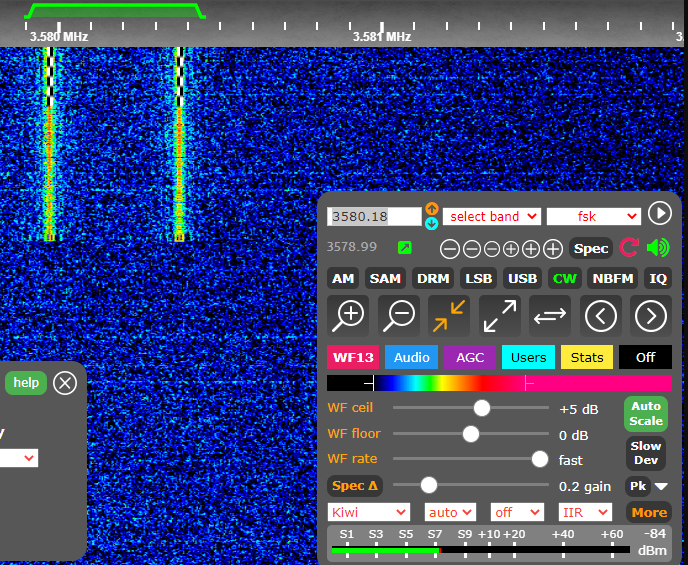 3.580 MHz 3.581 MHz 3.
3580.18 select band fsk
3578.99 Spec
AM SAM DRM LSB USB CW NBFM IQ
WF13 Audio AGC Users Stats Off
help
WF ceil +5 dB Auto Scale
y
WF floor 0 dB
WF rate fast Slow Dev
Spec Δ 0.2 gain Pk
Kiwi auto off IIR More
S1 S3 S5 S7 S9 +10 +20 +40 +60 -84
dBm